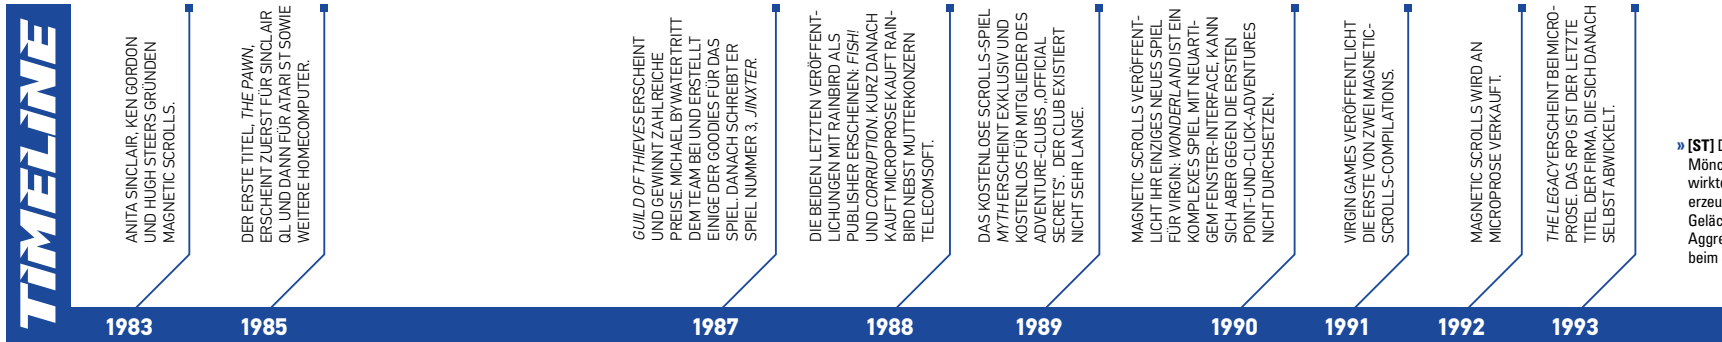 TIMELINE
ANITA SINCLAIR, KEN GORDON
UND HUGH STEERS GRÜNDEN
MAGNETIC SCROLLS.
1983
DER ERSTE TITEL, THE PAWN,
ERSCHEINT ZUERST FÜR SINCLAIR
QL UND DANN FÜR ATARI ST SOWIE
WEITERE HOMECOMPUTER.
1985
GUILD OF THIEVES ERSCHEINT
UND GEWINNT ZAHLREICHE
PREISE. MICHAEL BYWATER TRITT
DEM TEAM BEI UND ERSTELLT
EINIGE DER GOODIES FÜR DAS
SPIEL. DANACH SCHREIBT ER
SPIEL NUMMER 3, JINXTER.
1987
DIE BEIDEN LETZTEN VERÖFFENT-
LICHUNGEN MIT RAINBIRD ALS
PUBLISHER ERSCHEINEN: FISH!
UND CORRUPTION. KURZ DANACH
KAUFT MICROPROSE KAUFT RAIN-
BIRD NEBST MUTTERKONZERN
TELECOMSOFT.
1988
DAS KOSTENLOSE SCROLLS-SPIEL
MYTH ERSCHEINT EXKLUSIV UND
KOSTENLOS FÜR MITGLIEDER DES
ADVENTURE-CLUBS „OFFICIAL
SECRETS“. DER CLUB EXISTIERT
NICHT SEHR LANGE.
1989
MAGNETIC SCROLLS VERÖFFENT-
LICHT IHR EINZIGES NEUES SPIEL
FÜR VIRGIN: WONDERLAND IST EIN
KOMPLEXES SPIEL MIT NEUARTI-
GEM FENSTER-INTERFACE, KANN
SICH ABER GEGEN DIE ERSTEN
POINT-UND-CLICK-ADVENTURES
NICHT DURCHSETZEN.
1990
VIRGIN GAMES VERÖFFENTLICHT
DIE ERSTE VON ZWEI MAGNETIC-
SCROLLS-COMPILATIONS.
1991
MAGNETIC SCROLLS WIRD AN
MICROPROSE VERKAUFT.
1992
THE LEGACY ERSCHEINT BEI MICRO-
PROSE. DAS RPG IST DER LETZTE
TITEL DER FIRMA, DIE SICH DANACH
SELBST ABWICKELT.
1993
» [ST] D
Mönc
wirkte
erzeu
Geläc
Aggre
beim